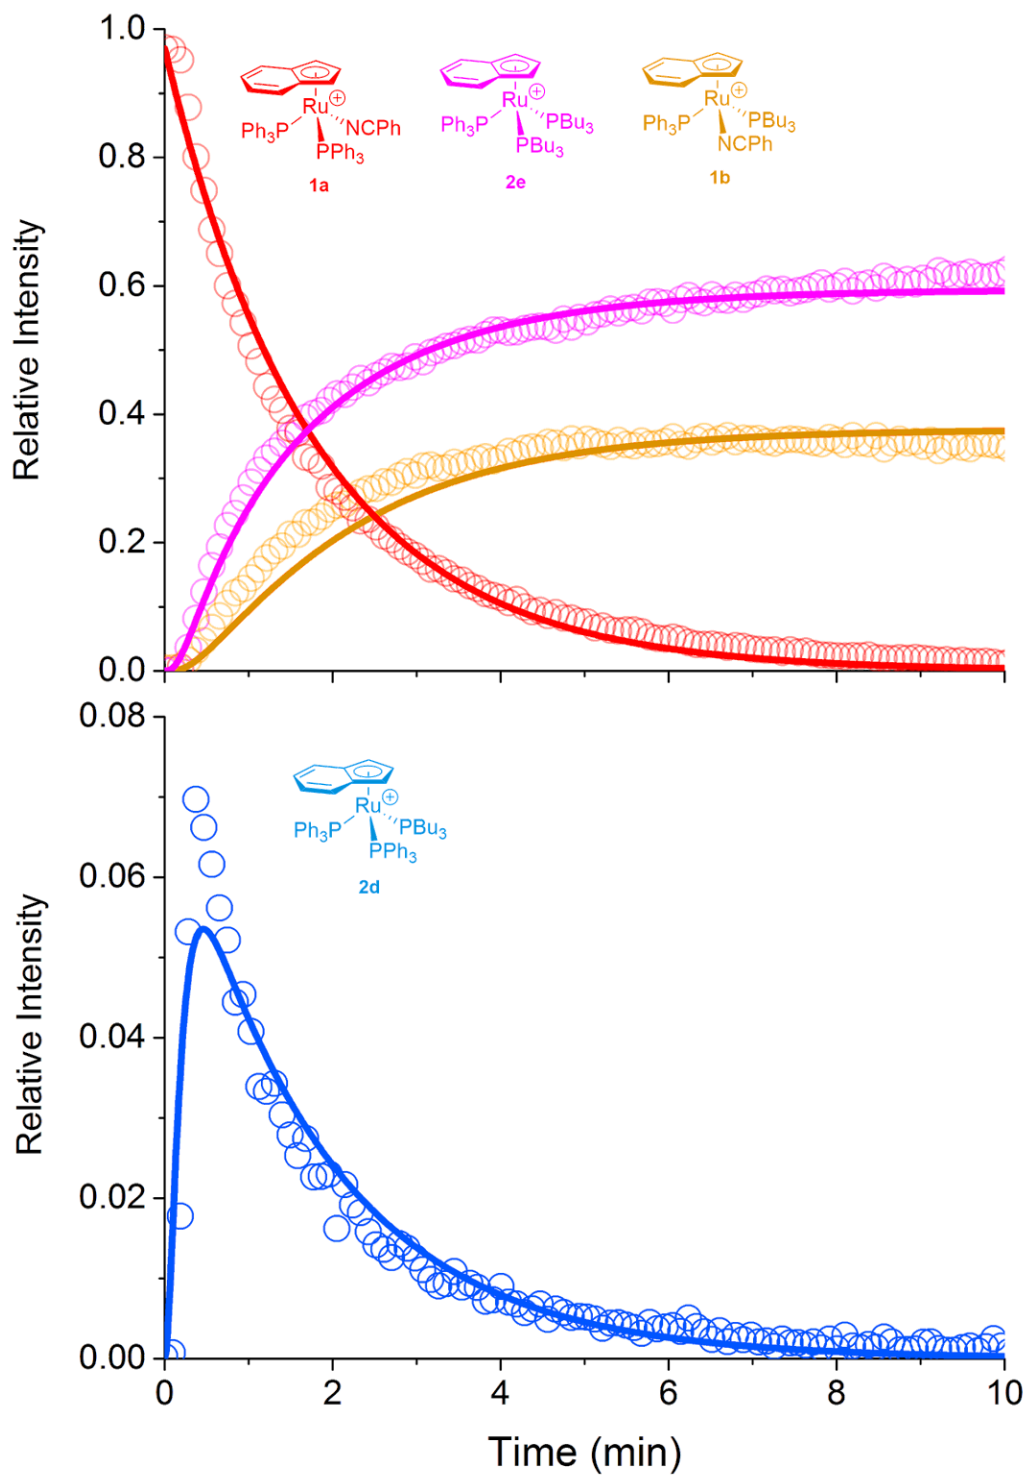 1.0
0.8
0.6
0.4
0.2
0.0
Relative Intensity
Ru⊕
Ph₃P
NCPh
PPh₃
1a
Ru⊕
Ph₃P
PBu₃
PBu₃
2e
Ru⊕
Ph₃P
PBu₃
NCPh
1b
0.08
0.06
0.04
0.02
0.00
Relative Intensity
Ru⊕
Ph₃P
PBu₃
PPh₃
2d
0 2 4 6 8 10
Time (min)